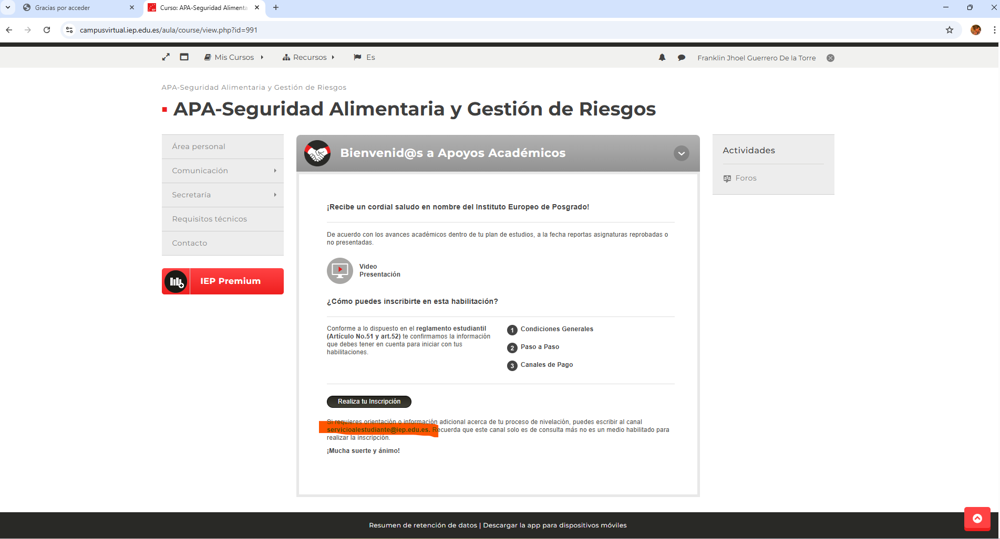 Gracias por acceder
Curso: APA-Seguridad Alimenta
campusvirtual.iep.edu.es/aula/course/view.php?id=991
Mis Cursos
Recursos
Es
Franklin Jhoel Guerrero De la Torre
APA-Seguridad Alimentaria y Gestión de Riesgos
APA-Seguridad Alimentaria y Gestión de Riesgos
Área personal
Comunicación
Secretaría
Requisitos técnicos
Contacto
IEP Premium
Bienvenid@s a Apoyos Académicos
¡Recibe un cordial saludo en nombre del Instituto Europeo de Posgrado!
De acuerdo con los avances académicos dentro de tu plan de estudios, a la fecha reportas asignaturas reprobadas o
no presentadas.
Video
Presentación
¿Cómo puedes inscribirte en esta habilitación?
Conforme a lo dispuesto en el reglamento estudiantil
(Artículo No.51 y art.52) te confirmamos la información
que debes tener en cuenta para iniciar con tus
habilitaciones.
1 Condiciones Generales
2 Paso a Paso
3 Canales de Pago
Realiza tu Inscripción
Si requieres orientación o información adicional acerca de tu proceso de nivelación, puedes escribir al canal
servicioalestudiante@iep.edu.es. Recuerda que este canal solo es de consulta más no es un medio habilitado para
realizar la inscripción.
¡Mucha suerte y ánimo!
Actividades
Foros
Resumen de retención de datos | Descargar la app para dispositivos móviles